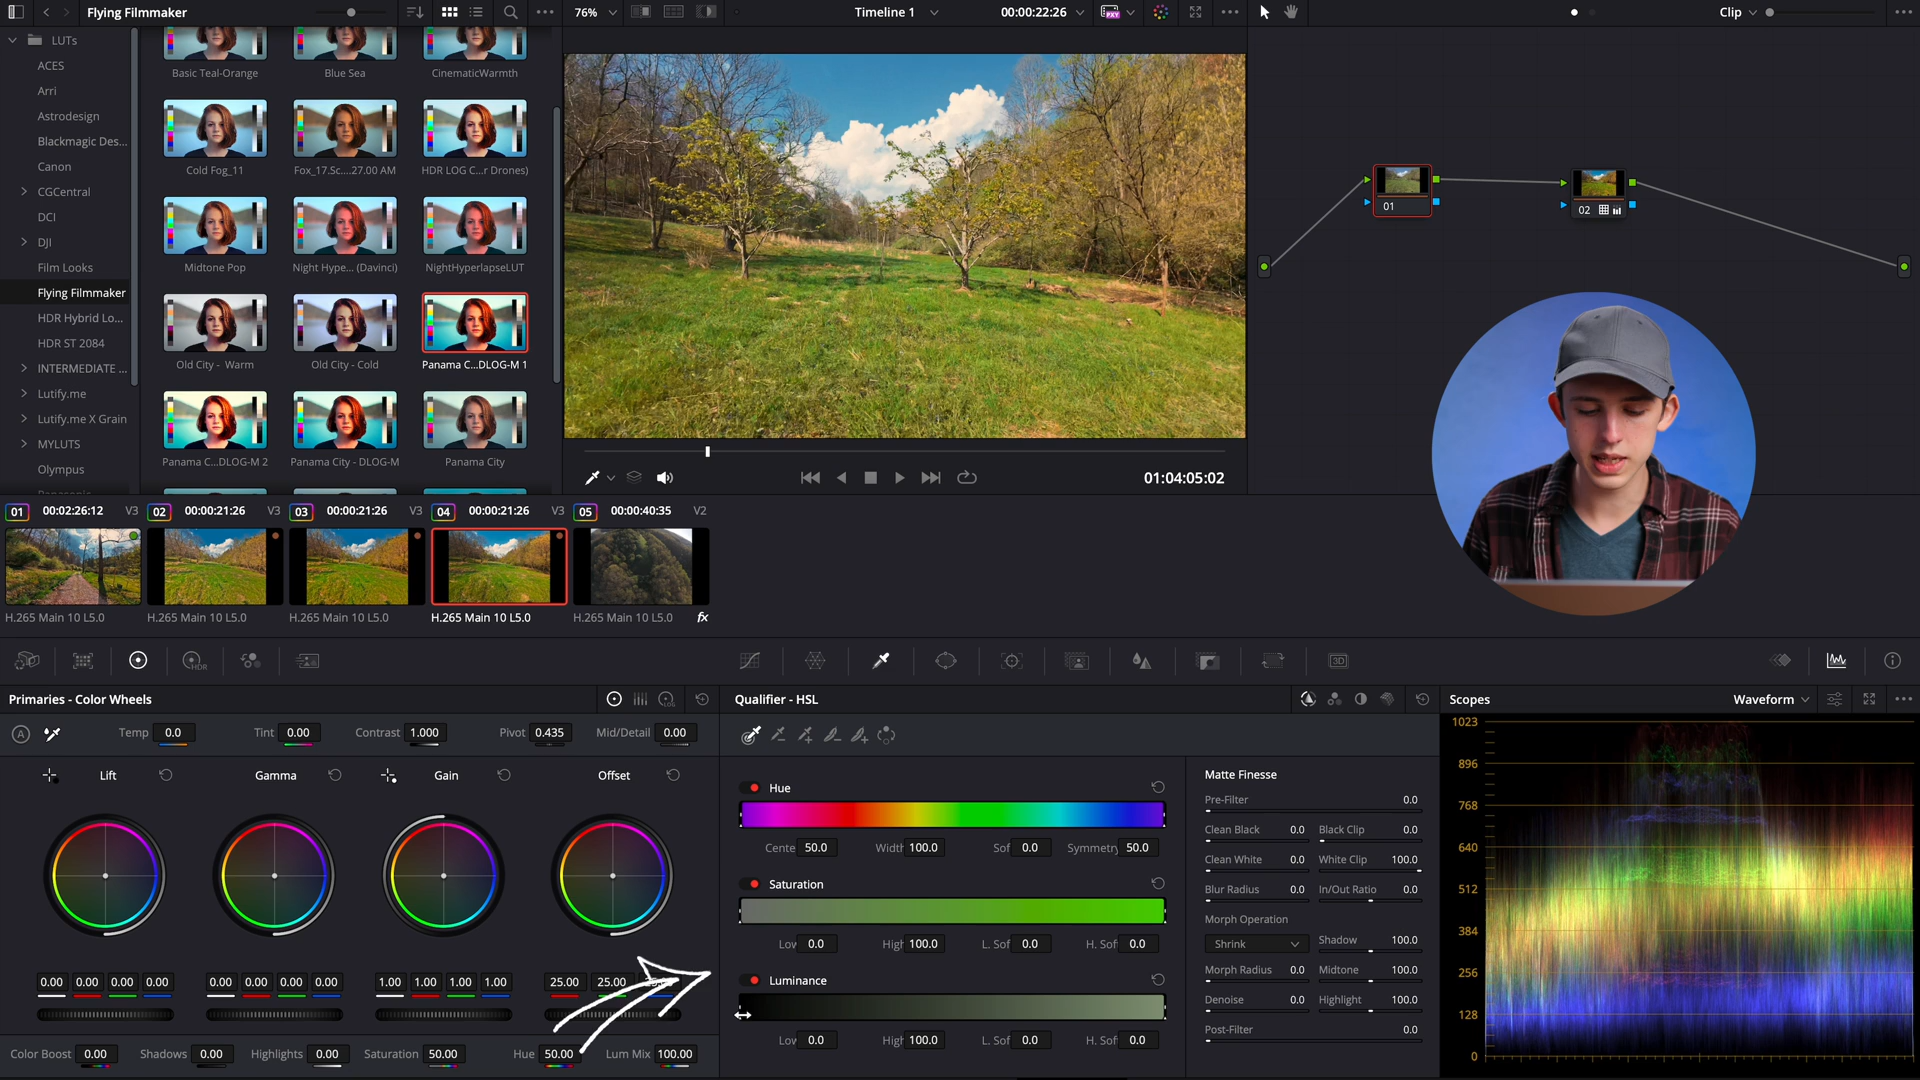 Flying Filmmaker
76%
Timeline 1
00:00:22:26
PXY
Clip
LUTs
ACES
Arri
Astrodesign
Blackmagic Des...
Canon
CGCentral
DCI
DJI
Film Looks
Flying Filmmaker
HDR Hybrid Lo...
HDR ST 2084
INTERMEDIATE ...
Lutify.me
Lutify.me X Grain
MYLUTS
Olympus
Basic Teal-Orange
Blue Sea
CinematicWarmth
Cold Fog_11
Fox_17.Sc....27.00 AM
HDR LOG C...r Drones)
Midtone Pop
Night Hype... (Davinci)
NightHyperlapseLUT
Old City - Warm
Old City - Cold
Panama C...DLOG-M 1
Panama C...DLOG-M 2
Panama City - DLOG-M
Panama City
01:04:05:02
01
02
01 00:02:26:12 V3
02 00:00:21:26 V3
03 00:00:21:26 V3
04 00:00:21:26 V3
05 00:00:40:35 V2
H.265 Main 10 L5.0
H.265 Main 10 L5.0
H.265 Main 10 L5.0
H.265 Main 10 L5.0
H.265 Main 10 L5.0 fx
HDR
3D
Primaries - Color Wheels
LOG
A
Temp 0.0
Tint 0.00
Contrast 1.000
Pivot 0.435
Mid/Detail 0.00
Lift
Gamma
Gain
Offset
0.00 0.00 0.00 0.00
0.00 0.00 0.00 0.00
1.00 1.00 1.00 1.00
25.00 25.00
Color Boost 0.00
Shadows 0.00
Highlights 0.00
Saturation 50.00
Hue 50.00
Lum Mix 100.00
Qualifier - HSL
Hue
Cente 50.0
Width 100.0
Sof 0.0
Symmetry 50.0
Saturation
Low 0.0
High 100.0
L. Sof 0.0
H. Sof 0.0
Luminance
Low 0.0
High 100.0
L. Sof 0.0
H. Sof 0.0
Matte Finesse
Pre-Filter 0.0
Clean Black 0.0
Black Clip 0.0
Clean White 0.0
White Clip 100.0
Blur Radius 0.0
In/Out Ratio 0.0
Morph Operation
Shrink
Shadow 100.0
Morph Radius 0.0
Midtone 100.0
Denoise 0.0
Highlight 100.0
Post-Filter 0.0
Scopes
Waveform
1023
896
768
640
512
384
256
128
0